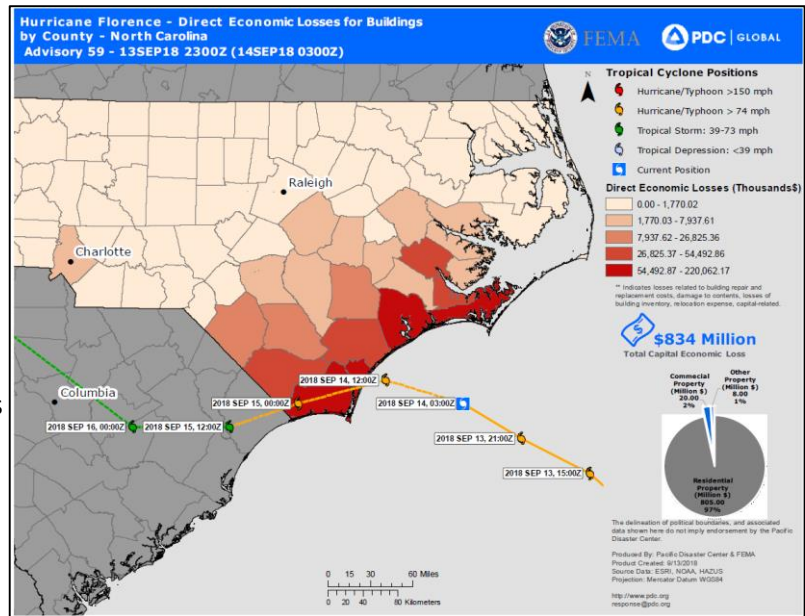 Hurricane Florence - Direct Economic Losses for Buildings
by County - North Carolina
Advisory 59 - 13SEP18 2300Z (14SEP18 0300Z)
FEMA
PDC | GLOBAL
N
Tropical Cyclone Positions
Hurricane/Typhoon >150 mph
Hurricane/Typhoon > 74 mph
Tropical Storm: 39-73 mph
Tropical Depression: <39 mph
Current Position
Direct Economic Losses (Thousands$)
0.00 - 1,770.02
1,770.03 - 7,937.61
7,937.62 - 26,825.36
26,825.37 - 54,492.86
54,492.87 - 220,062.17
** Indicates losses related to building repair and
replacement costs, damage to contents, losses of
building inventory, relocation expense, capital-related.
$834 Million
Total Capital Economic Loss
Commecial
Property
(Million $)
20.00
2%
Other
Property
(Million $)
8.00
1%
Residential
Property
(Million $)
805.00
97%
The delineation of political boundaries, and associated
data shown here do not imply endorsement by the Pacific
Disaster Center.
Produced By: Pacific Disaster Center & FEMA
Product Created: 9/13/2018
Source Data: ESRI, NOAA, HAZUS
Projection: Mercator Datum WGS84
http://www.pdc.org
response@pdc.org
Raleigh
Charlotte
Columbia
2018 SEP 14, 12:00Z
2018 SEP 15, 00:00Z
2018 SEP 14, 03:00Z
2018 SEP 16, 00:00Z
2018 SEP 15, 12:00Z
2018 SEP 13, 21:00Z
2018 SEP 13, 15:00Z
0 15 30 60 Miles
0 20 40 80 Kilometers
s